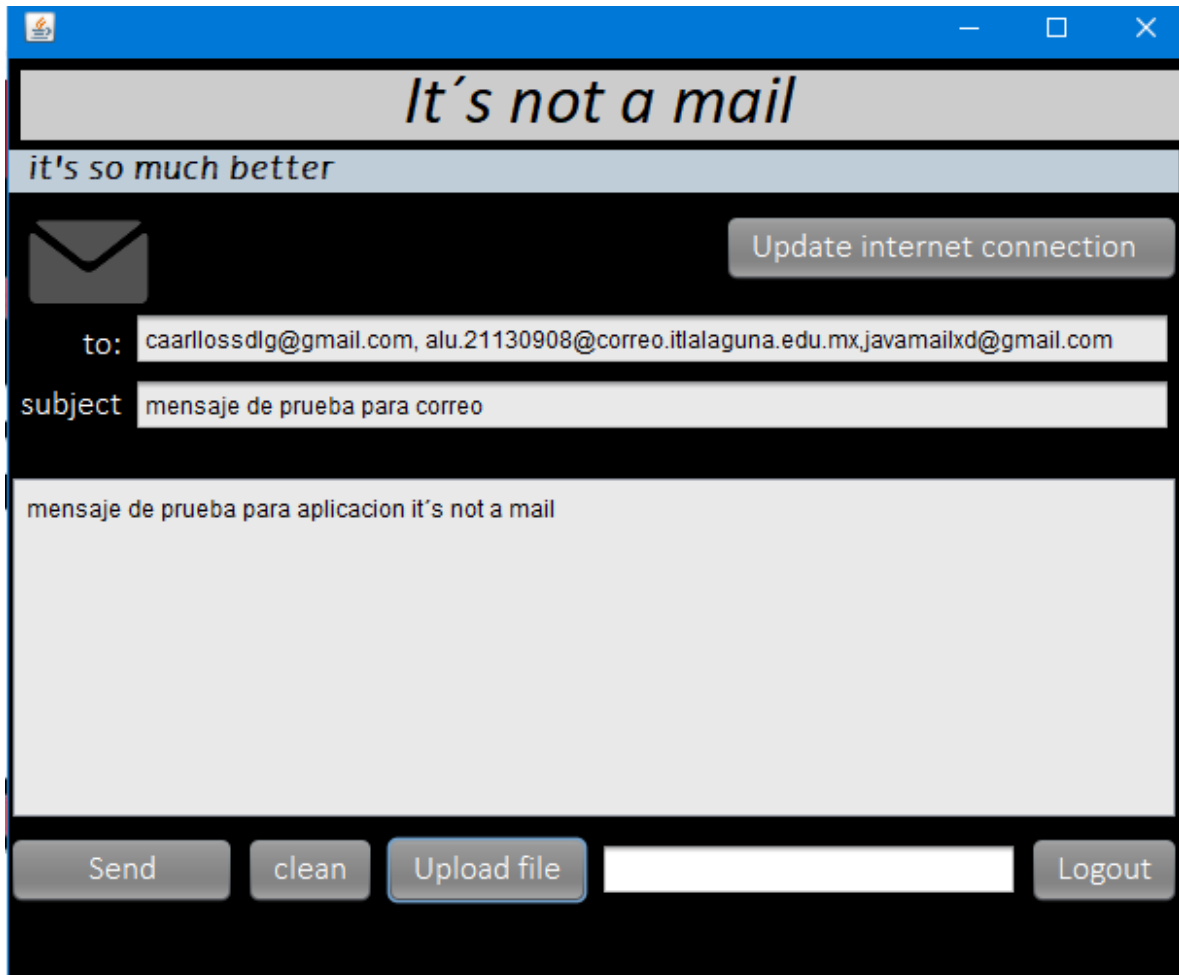 It´s not a mail
it's so much better
Update internet connection
to: caarllossdlg@gmail.com, alu.21130908@correo.itlalaguna.edu.mx,javamailxd@gmail.com
subject mensaje de prueba para correo
mensaje de prueba para aplicacion it´s not a mail
Send clean Upload file Logout